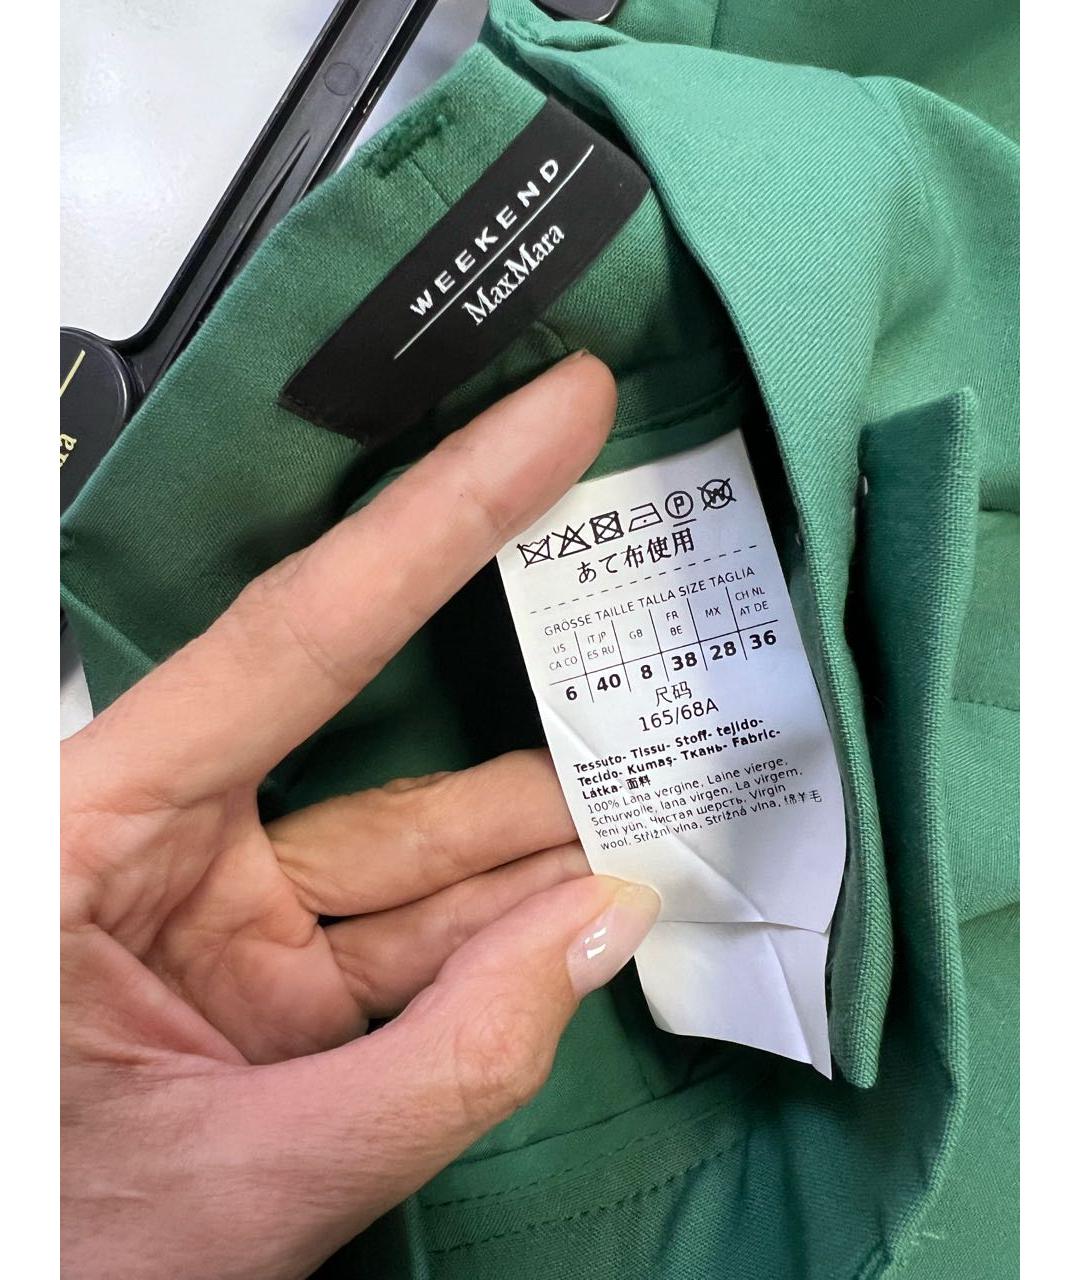 WEEKEND
MaxMara
ra
P
W
あて布使用
GRÖSSE TAILLE TALLA SIZE TAGLIA
US CA CO IT JP ES RU GB FR BE MX CH NL AT DE
6 40 8 38 28 36
尺码
165/68A
Tessuto- Tissu- Stoff- tejido-
Tecido- Kumaş- Ткань- Fabric-
Látka- 面料
100% Lana vergine, Laine vierge,
Schurwolle, lana virgen, La virgem,
Yeni yün, Чистая шерсть, Virgin
wool, Střižní vlna, Strižná vlna, 绵羊毛